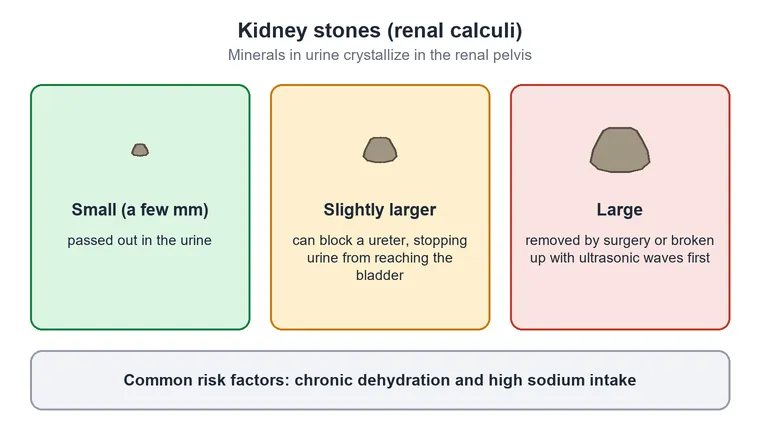 Kidney stones (renal calculi)
Minerals in urine crystallize in the renal pelvis
Small (a few mm)
passed out in the urine
Slightly larger
can block a ureter, stopping
urine from reaching the
bladder
Large
removed by surgery or broken
up with ultrasonic waves first
Common risk factors: chronic dehydration and high sodium intake